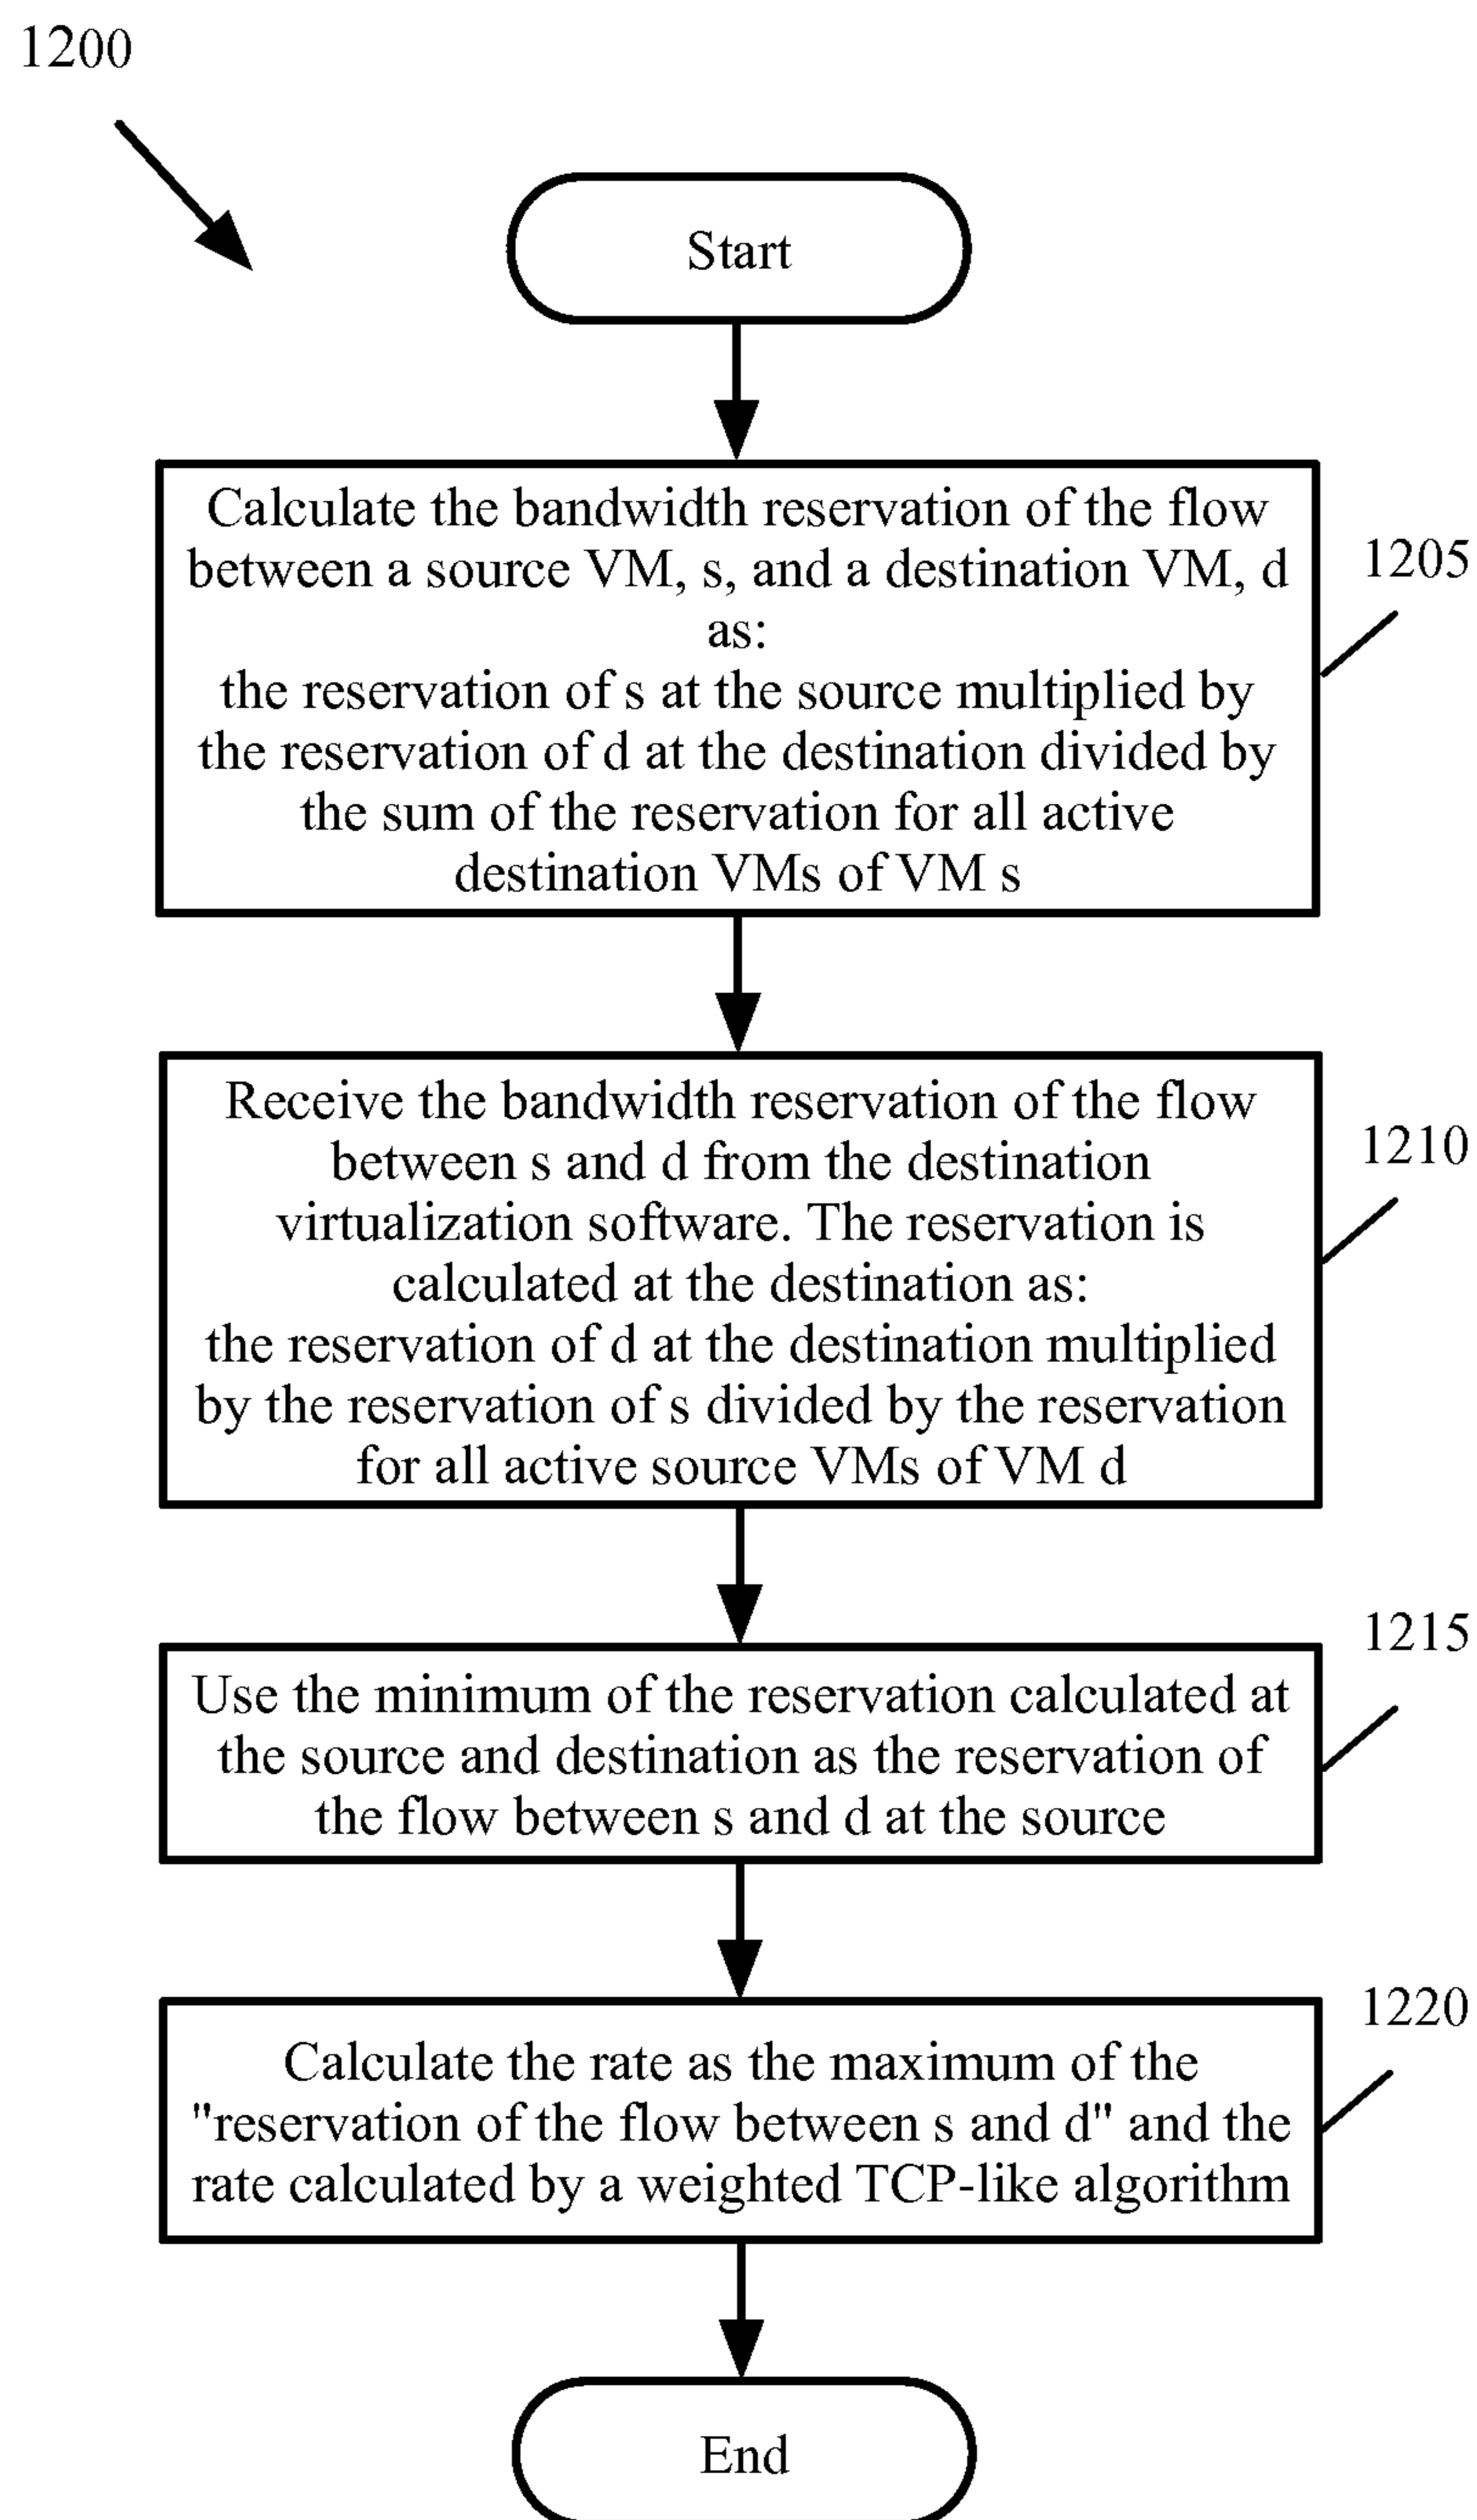 1200
Start
Calculate the bandwidth reservation of the flow
between a source VM, s, and a destination VM, d
as:
the reservation of s at the source multiplied by
the reservation of d at the destination divided by
the sum of the reservation for all active
destination VMs of VM s
1205
Receive the bandwidth reservation of the flow
between s and d from the destination
virtualization software. The reservation is
calculated at the destination as:
the reservation of d at the destination multiplied
by the reservation of s divided by the reservation
for all active source VMs of VM d
1210
Use the minimum of the reservation calculated at
the source and destination as the reservation of
the flow between s and d at the source
1215
Calculate the rate as the maximum of the
"reservation of the flow between s and d" and the
rate calculated by a weighted TCP-like algorithm
1220
End